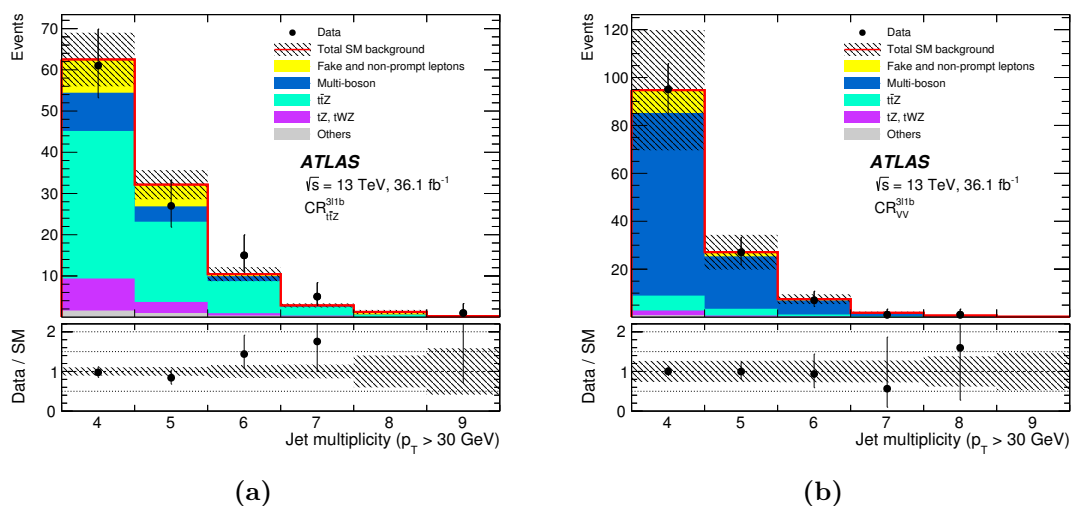 Events
70
60
50
40
30
20
10
Data
Total SM background
Fake and non-prompt leptons
Multi-boson
tt̄Z
tZ, tWZ
Others
ATLAS
√s = 13 TeV, 36.1 fb⁻¹
CR³ˡ¹ᵇ tt̄Z
Data / SM
2
1
0
4 5 6 7 8 9
Jet multiplicity (p_T > 30 GeV)
(a)
Events
120
100
80
60
40
20
Data
Total SM background
Fake and non-prompt leptons
Multi-boson
tt̄Z
tZ, tWZ
Others
ATLAS
√s = 13 TeV, 36.1 fb⁻¹
CR³ˡ¹ᵇ VV
Data / SM
2
1
0
4 5 6 7 8 9
Jet multiplicity (p_T > 30 GeV)
(b)